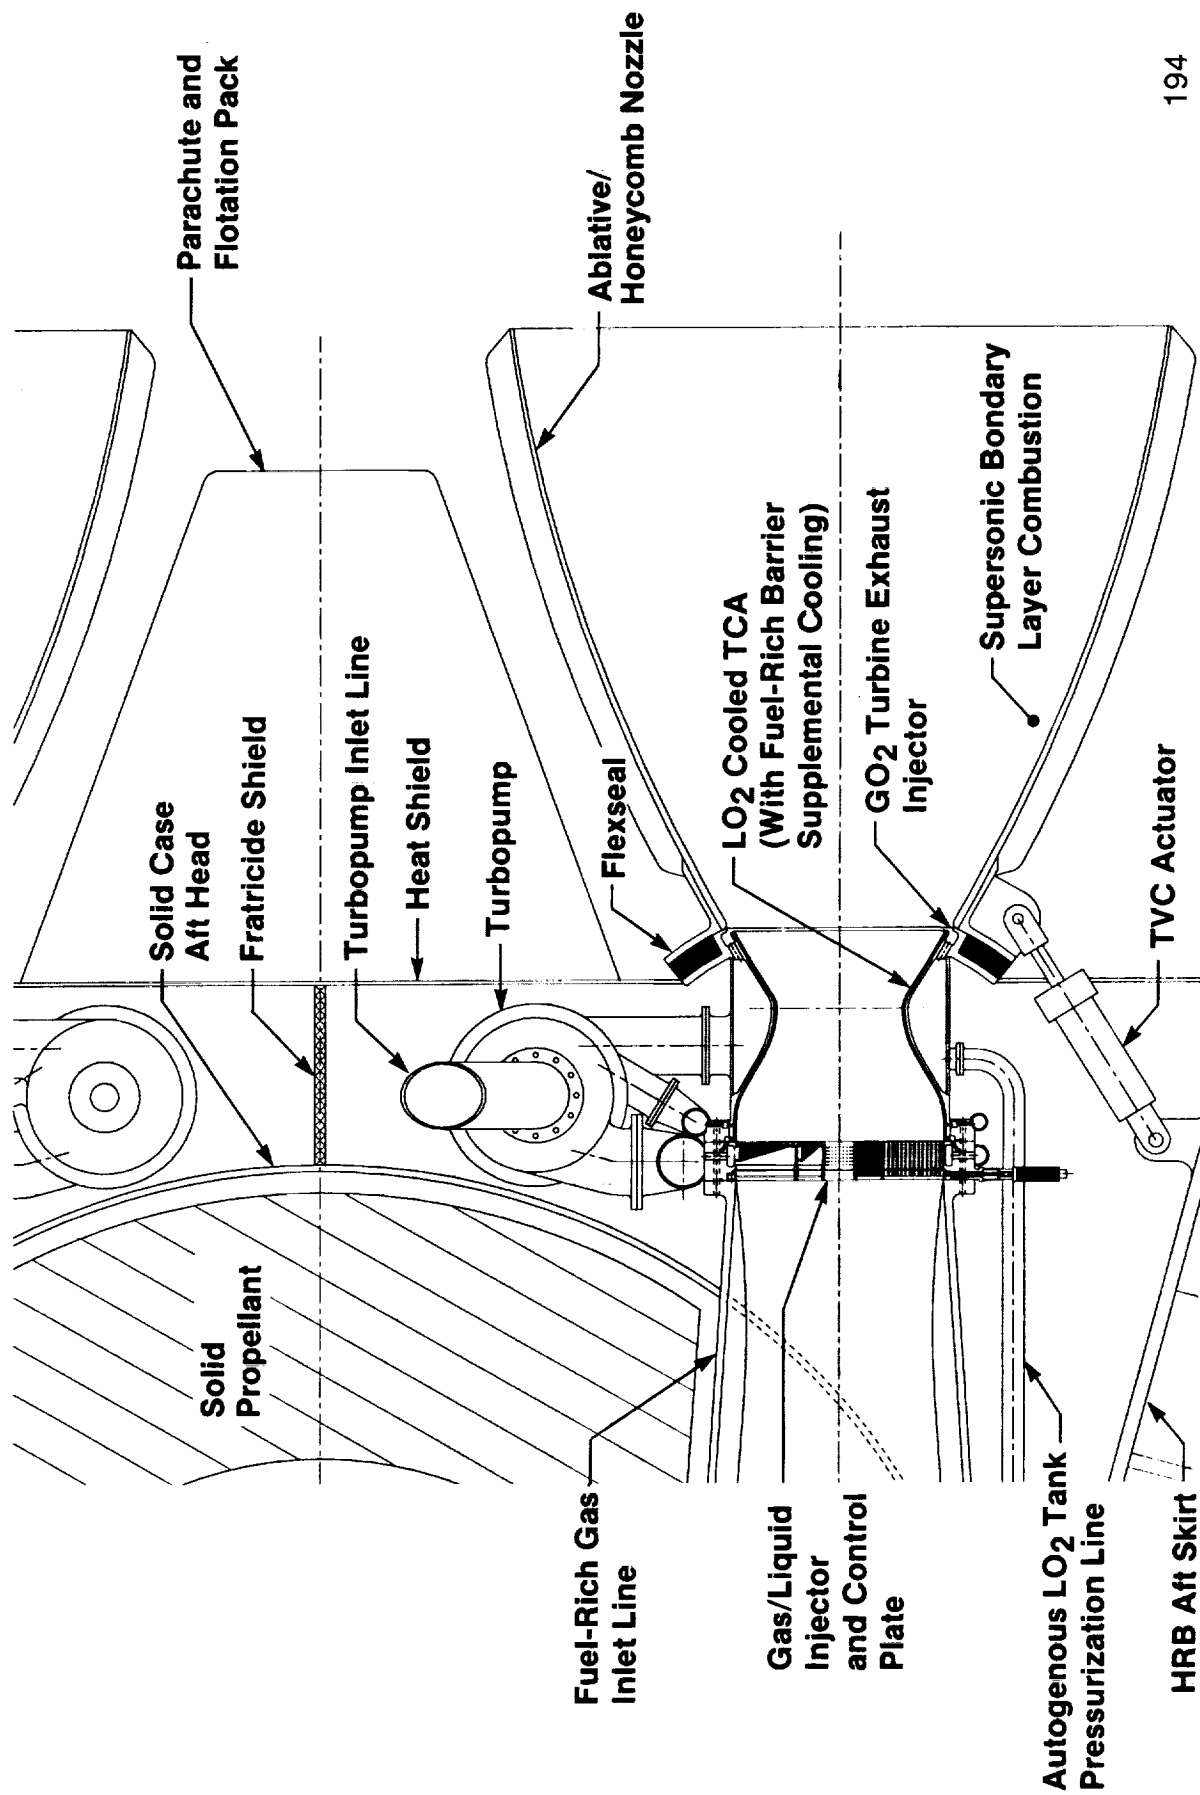 Parachute and
Flotation Pack
Ablative/
Honeycomb Nozzle
Solid Case
Aft Head
Fratricide Shield
Turbopump Inlet Line
Heat Shield
Turbopump
Flexseal
LO2 Cooled TCA
(With Fuel-Rich Barrier
Supplemental Cooling)
GO2 Turbine Exhaust
Injector
Supersonic Bondary
Layer Combustion
TVC Actuator
Solid
Propellant
Fuel-Rich Gas
Inlet Line
Gas/Liquid
Injector
and Control
Plate
Autogenous LO2 Tank
Pressurization Line
HRB Aft Skirt
194